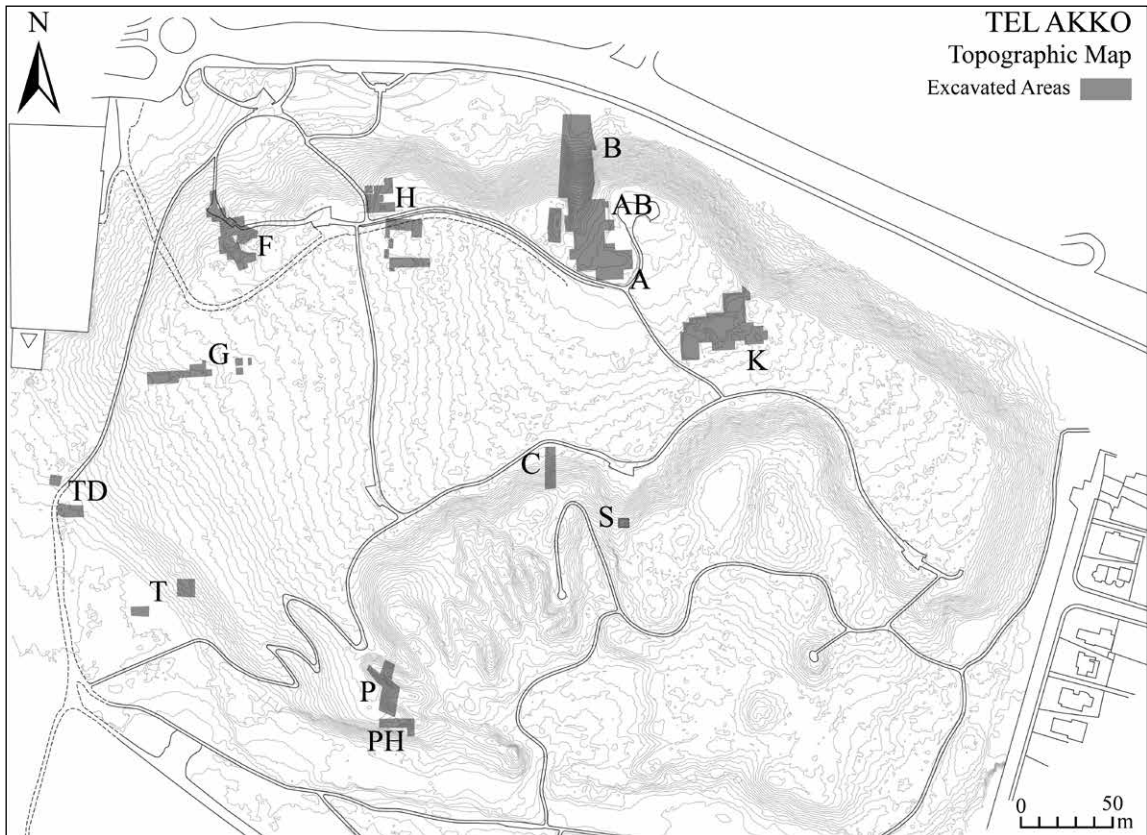 N
TEL AKKO
Topographic Map
Excavated Areas
B
H
AB
F
A
G
K
C
TD
S
T
P
PH
0 50
m